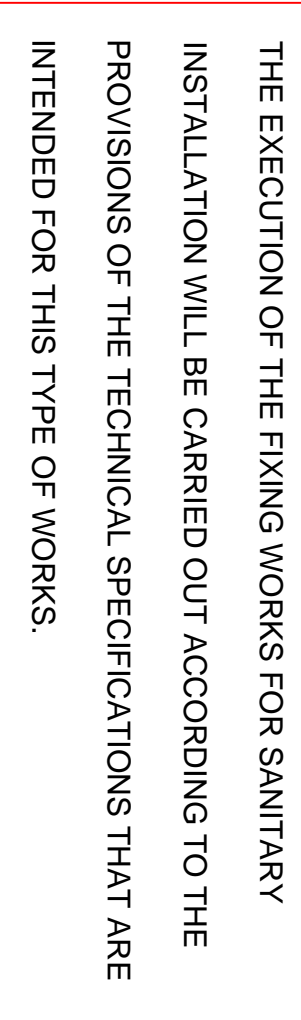 THE EXECUTION OF THE FIXING WORKS FOR SANITARY
INSTALLATION WILL BE CARRIED OUT ACCORDING TO THE
PROVISIONS OF THE TECHNICAL SPECIFICATIONS THAT ARE
INTENDED FOR THIS TYPE OF WORKS.